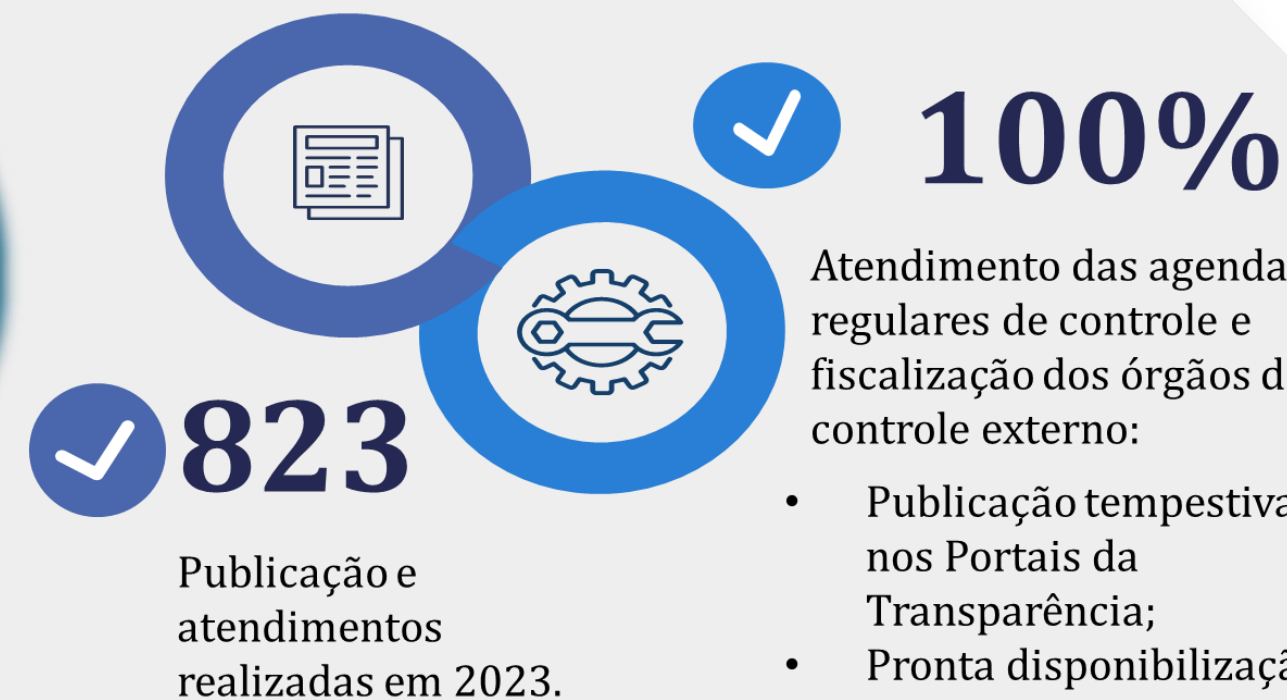 823
Publicação e
atendimentos
realizadas em 2023.
100%
Atendimento das agenda
regulares de controle e
fiscalização dos órgãos d
controle externo:
• Publicação tempestiva
nos Portais da
Transparência;
• Pronta disponibilizaçã